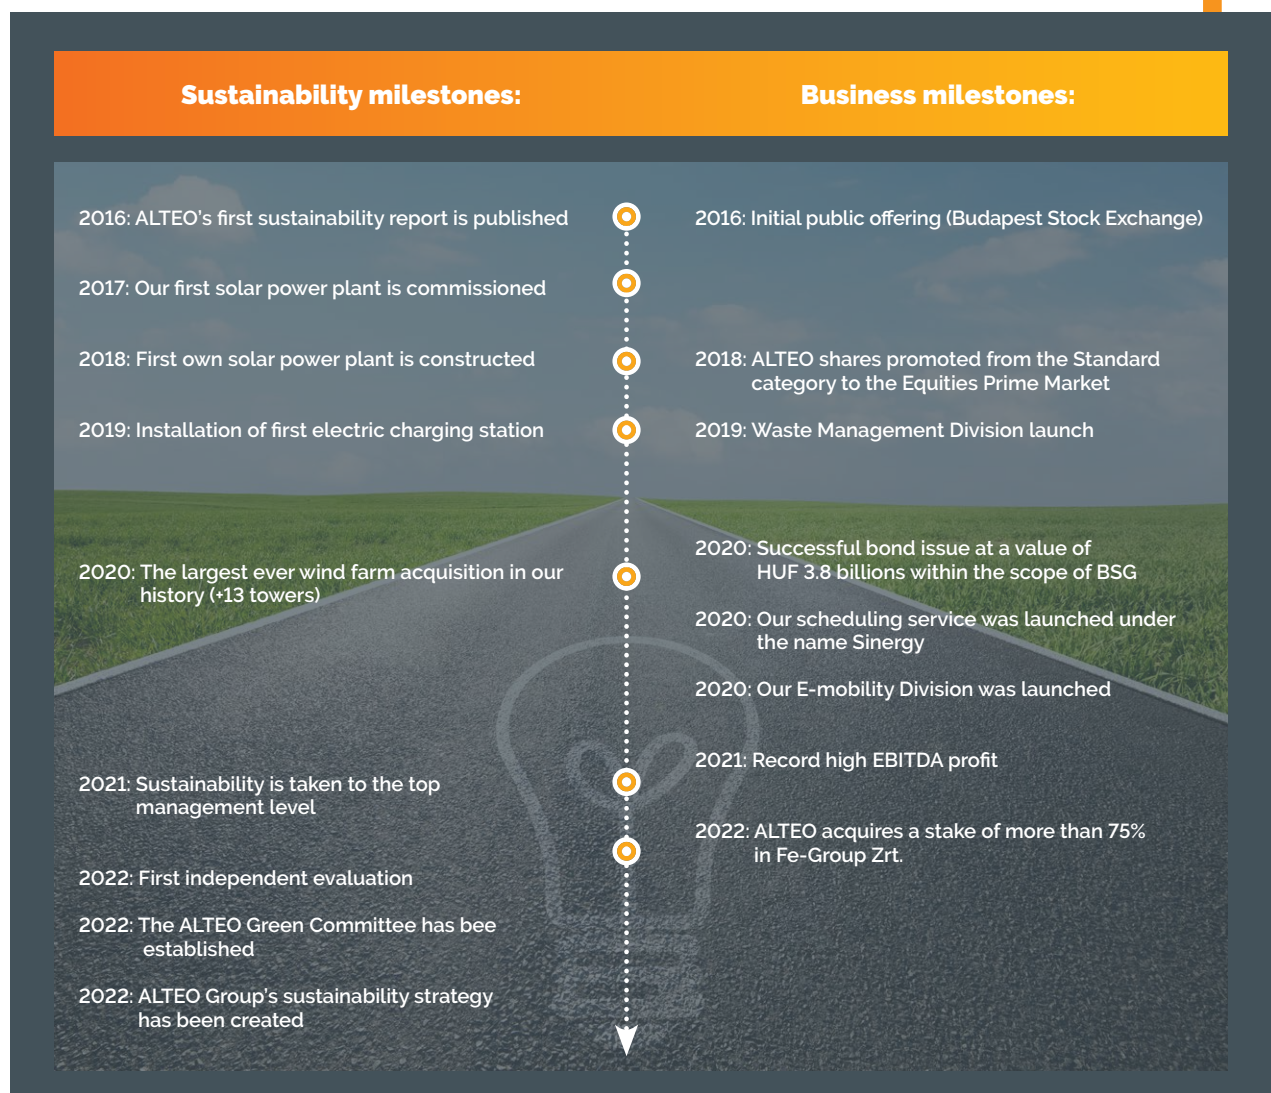 Sustainability milestones:
Business milestones:
2016: ALTEO's first sustainability report is published
2017: Our first solar power plant is commissioned
2018: First own solar power plant is constructed
2019: Installation of first electric charging station
2020: The largest ever wind farm acquisition in our
history (+13 towers)
2021: Sustainability is taken to the top
management level
2022: First independent evaluation
2022: The ALTEO Green Committee has bee
established
2022: ALTEO Group's sustainability strategy
has been created
2016: Initial public offering (Budapest Stock Exchange)
2018: ALTEO shares promoted from the Standard
category to the Equities Prime Market
2019: Waste Management Division launch
2020: Successful bond issue at a value of
HUF 3.8 billions within the scope of BSG
2020: Our scheduling service was launched under
the name Sinergy
2020: Our E-mobility Division was launched
2021: Record high EBITDA profit
2022: ALTEO acquires a stake of more than 75%
in Fe-Group Zrt.